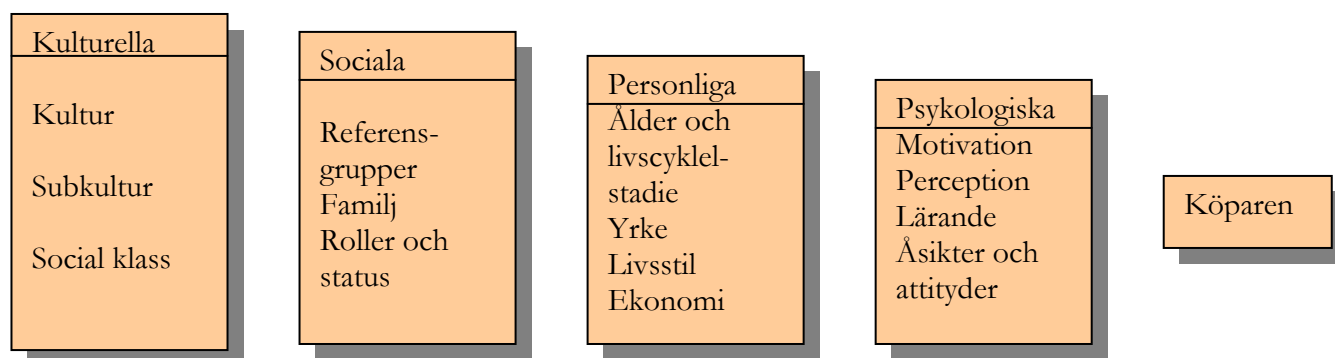 Kulturella
Kultur
Subkultur
Social klass
Sociala
Referens-
grupper
Familj
Roller och
status
Personliga
Ålder och
livscyklel-
stadie
Yrke
Livsstil
Ekonomi
Psykologiska
Motivation
Perception
Lärande
Åsikter och
attityder
Köparen